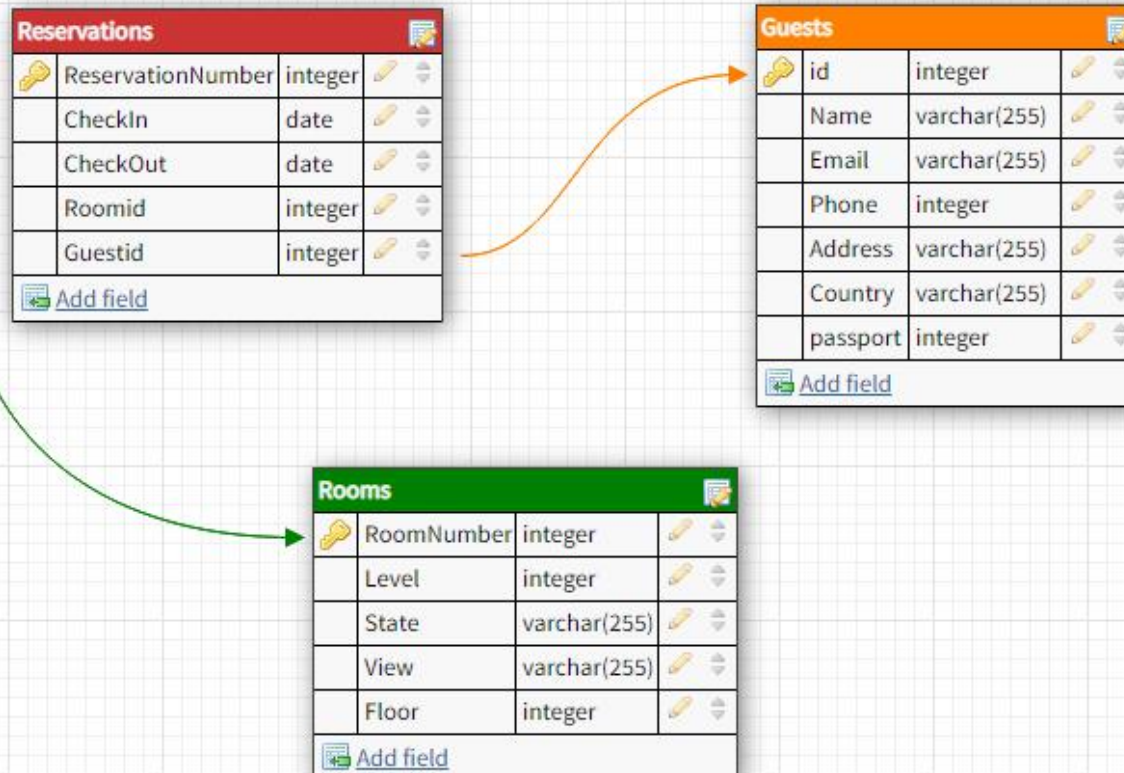 Reservations
ReservationNumber integer
CheckIn date
CheckOut date
Roomid integer
Guestid integer
Add field
Guests
id integer
Name varchar(255)
Email varchar(255)
Phone integer
Address varchar(255)
Country varchar(255)
passport integer
Add field
Rooms
RoomNumber integer
Level integer
State varchar(255)
View varchar(255)
Floor integer
Add field